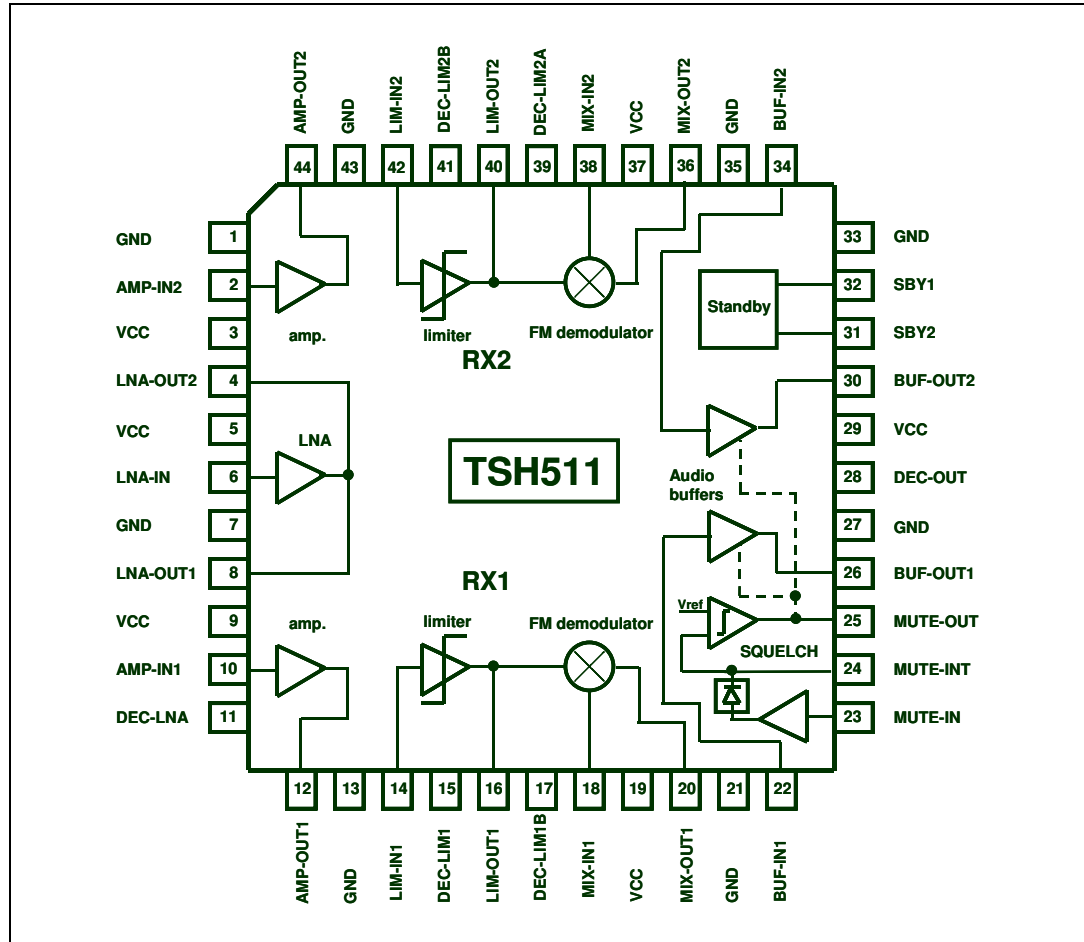 AMP-OUT2
GND
LIM-IN2
DEC-LIM2B
LIM-OUT2
DEC-LIM2A
MIX-IN2
VCC
MIX-OUT2
GND
BUF-IN2
44 43 42 41 40 39 38 37 36 35 34
GND 1
AMP-IN2 2
VCC 3
LNA-OUT2 4
VCC 5
LNA-IN 6
GND 7
LNA-OUT1 8
VCC 9
AMP-IN1 10
DEC-LNA 11
amp.
limiter
FM demodulator
RX2
Standby
LNA
TSH511
Audio
buffers
RX1
amp.
limiter
FM demodulator
Vref
SQUELCH
33 GND
32 SBY1
31 SBY2
30 BUF-OUT2
29 VCC
28 DEC-OUT
27 GND
26 BUF-OUT1
25 MUTE-OUT
24 MUTE-INT
23 MUTE-IN
12 13 14 15 16 17 18 19 20 21 22
AMP-OUT1
GND
LIM-IN1
DEC-LIM1
LIM-OUT1
DEC-LIM1B
MIX-IN1
VCC
MIX-OUT1
GND
BUF-IN1